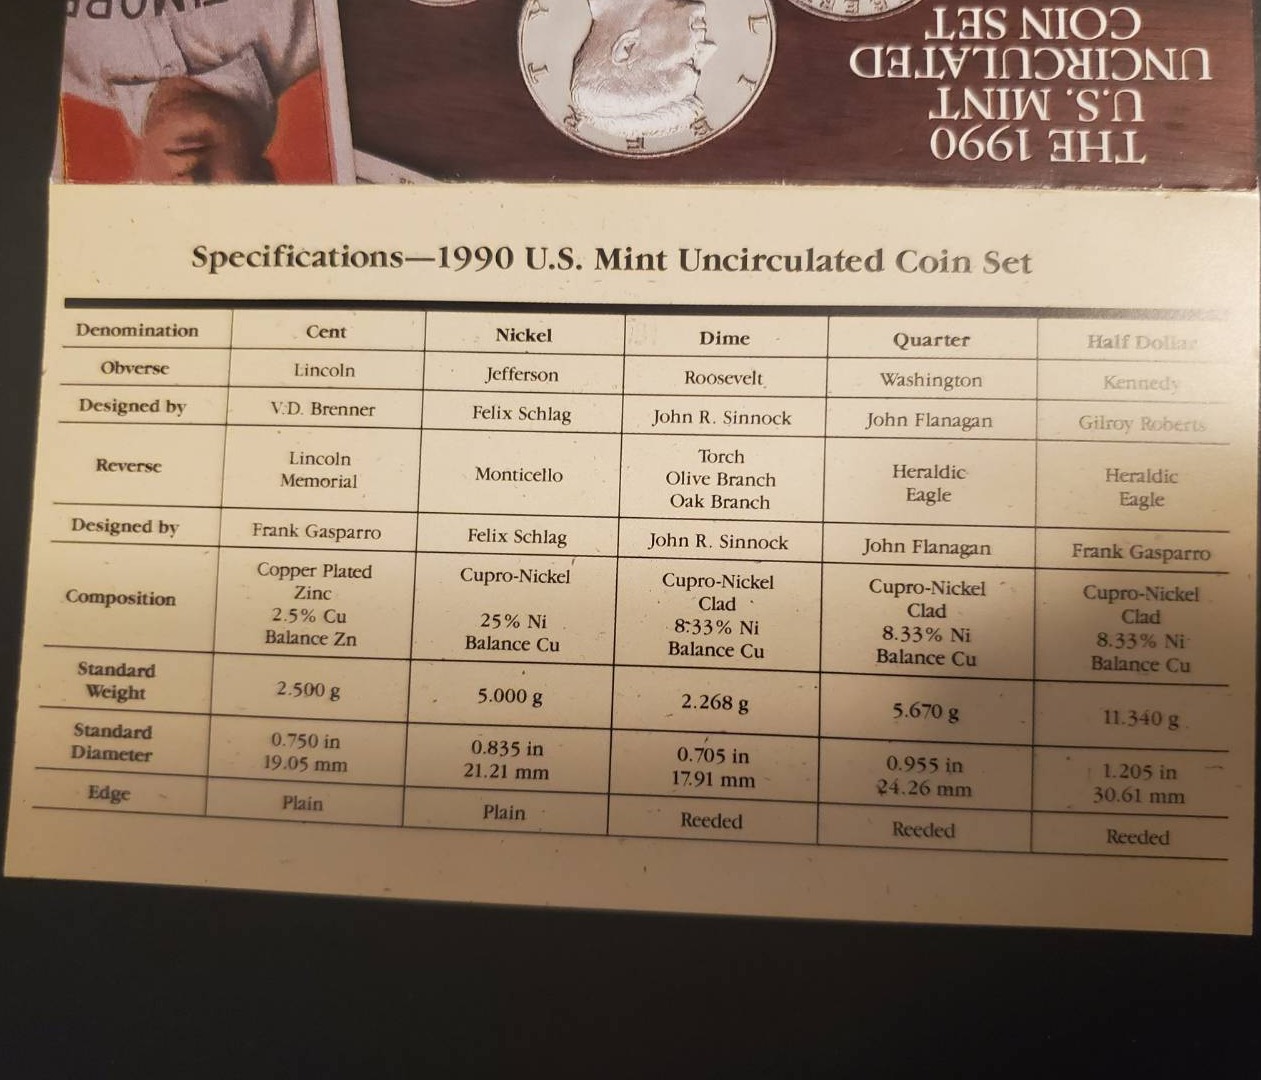 THE 1990
U.S. MINT
UNCIRCULATED
COIN SET
LIBERTY
Specifications—1990 U.S. Mint Uncirculated Coin Set
Denomination Cent Nickel Dime Quarter Half Dollar
Obverse Lincoln Jefferson Roosevelt Washington Kennedy
Designed by V.D. Brenner Felix Schlag John R. Sinnock John Flanagan Gilroy Roberts
Reverse Lincoln Memorial Monticello Torch Olive Branch Oak Branch Heraldic Eagle Heraldic Eagle
Designed by Frank Gasparro Felix Schlag John R. Sinnock John Flanagan Frank Gasparro
Composition Copper Plated Zinc 2.5% Cu Balance Zn Cupro-Nickel 25% Ni Balance Cu Cupro-Nickel Clad 8.33% Ni Balance Cu Cupro-Nickel Clad 8.33% Ni Balance Cu Cupro-Nickel Clad 8.33% Ni Balance Cu
Standard Weight 2.500 g 5.000 g 2.268 g 5.670 g 11.340 g
Standard Diameter 0.750 in 19.05 mm 0.835 in 21.21 mm 0.705 in 17.91 mm 0.955 in 24.26 mm 1.205 in 30.61 mm
Edge Plain Plain Reeded Reeded Reeded